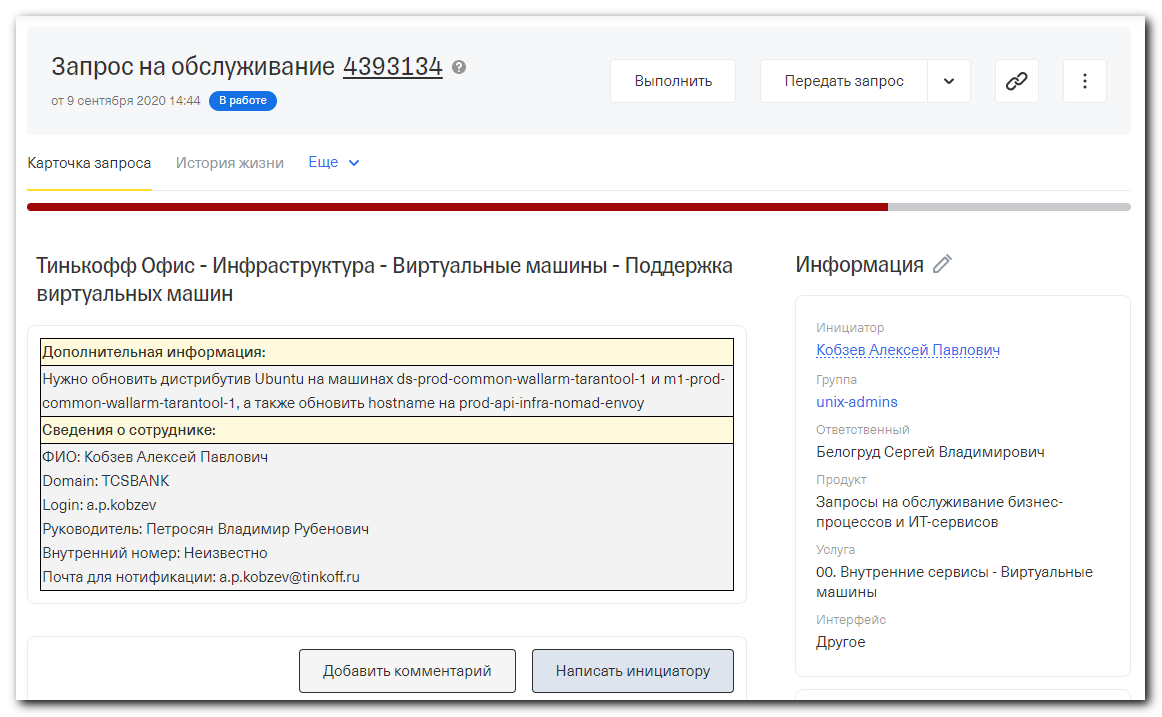 Запрос на обслуживание 4393134 ?
от 9 сентября 2020 14:44 В работе
Выполнить
Передать запрос
Карточка запроса
История жизни
Еще
Тинькофф Офис - Инфраструктура - Виртуальные машины - Поддержка
виртуальных машин
Дополнительная информация:
Нужно обновить дистрибутив Ubuntu на машинах ds-prod-common-wallarm-tarantool-1 и m1-prod-
common-wallarm-tarantool-1, а также обновить hostname на prod-api-infra-nomad-envoy
Сведения о сотруднике:
ФИО: Кобзев Алексей Павлович
Domain: TCSBANK
Login: a.p.kobzev
Руководитель: Петросян Владимир Рубенович
Внутренний номер: Неизвестно
Почта для нотификации: a.p.kobzev@tinkoff.ru
Добавить комментарий
Написать инициатору
Информация
Инициатор
Кобзев Алексей Павлович
Группа
unix-admins
Ответственный
Белогруд Сергей Владимирович
Продукт
Запросы на обслуживание бизнес-
процессов и ИТ-сервисов
Услуга
00. Внутренние сервисы - Виртуальные
машины
Интерфейс
Другое